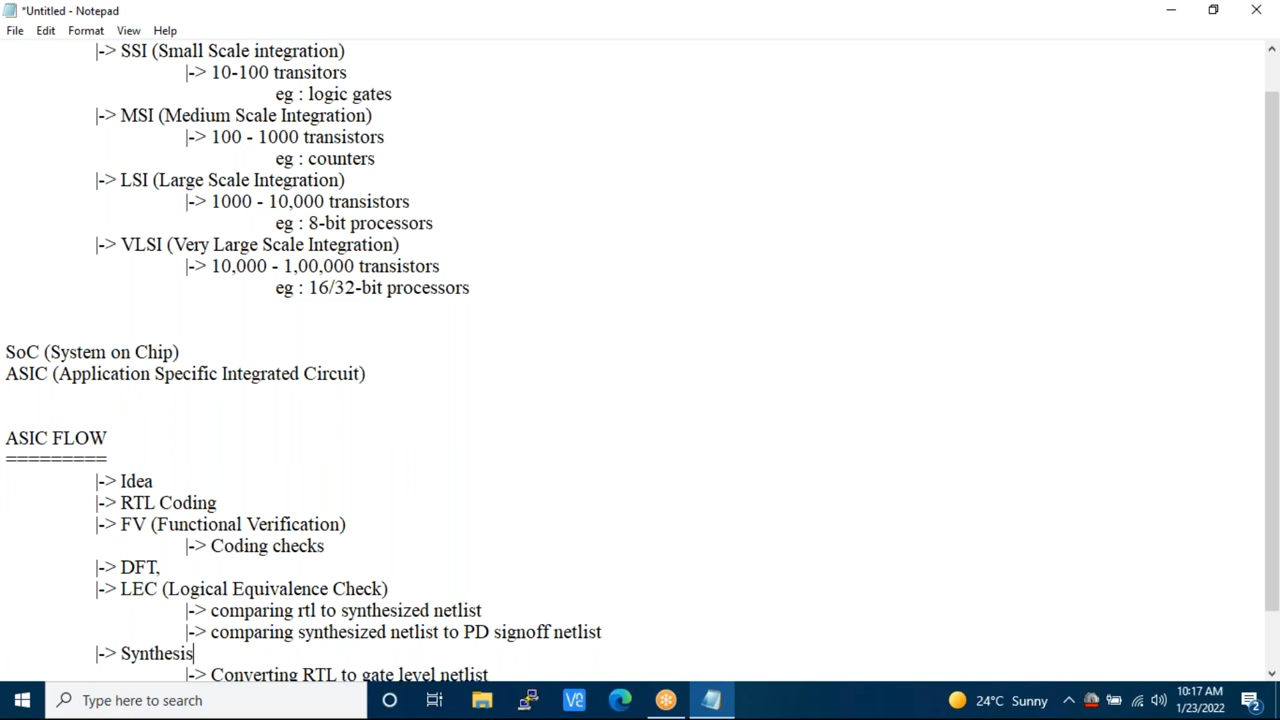 *Untitled - Notepad
File Edit Format View Help
|-> SSI (Small Scale integration)
|-> 10-100 transitors
eg : logic gates
|-> MSI (Medium Scale Integration)
|-> 100 - 1000 transistors
eg : counters
|-> LSI (Large Scale Integration)
|-> 1000 - 10,000 transistors
eg : 8-bit processors
|-> VLSI (Very Large Scale Integration)
|-> 10,000 - 1,00,000 transistors
eg : 16/32-bit processors
SoC (System on Chip)
ASIC (Application Specific Integrated Circuit)
ASIC FLOW
=========
|-> Idea
|-> RTL Coding
|-> FV (Functional Verification)
|-> Coding checks
|-> DFT,
|-> LEC (Logical Equivalence Check)
|-> comparing rtl to synthesized netlist
|-> comparing synthesized netlist to PD signoff netlist
|-> Synthesis
|-> Converting RTL to gate level netlist
Type here to search
24°C Sunny
10:17 AM
1/23/2022
2